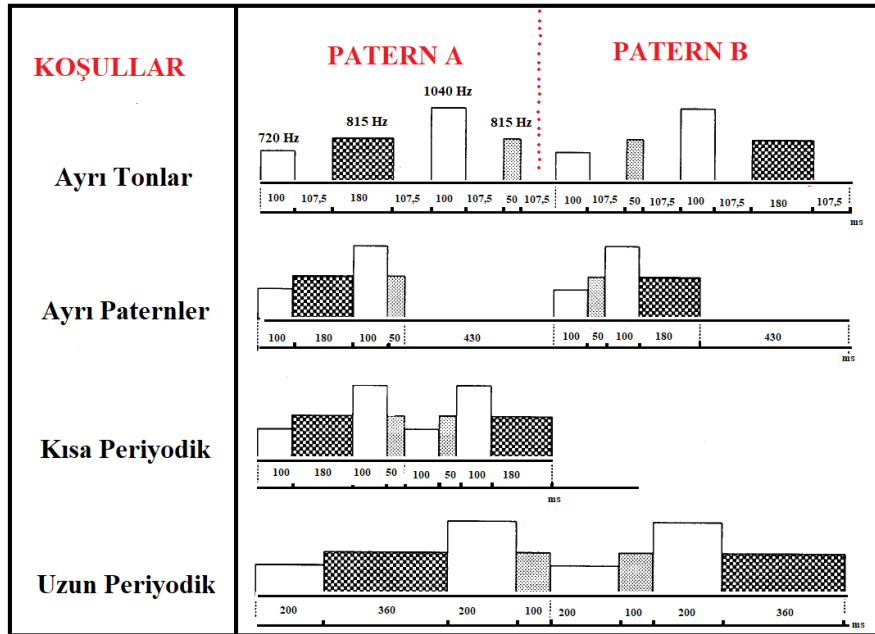 KOŞULLAR
PATERN A
PATERN B
1040 Hz
720 Hz
815 Hz
815 Hz
Ayrı Tonlar
100 107,5 180 107,5 100 107,5 50 107,5 100 107,5 50 107,5 100 107,5 180 107,5
ms
Ayrı Paternler
100 180 100 50 430 100 50 100 180 430
ms
Kısa Periyodik
100 180 100 50 100 50 100 180
ms
Uzun Periyodik
200 360 200 100 200 100 200 360
ms